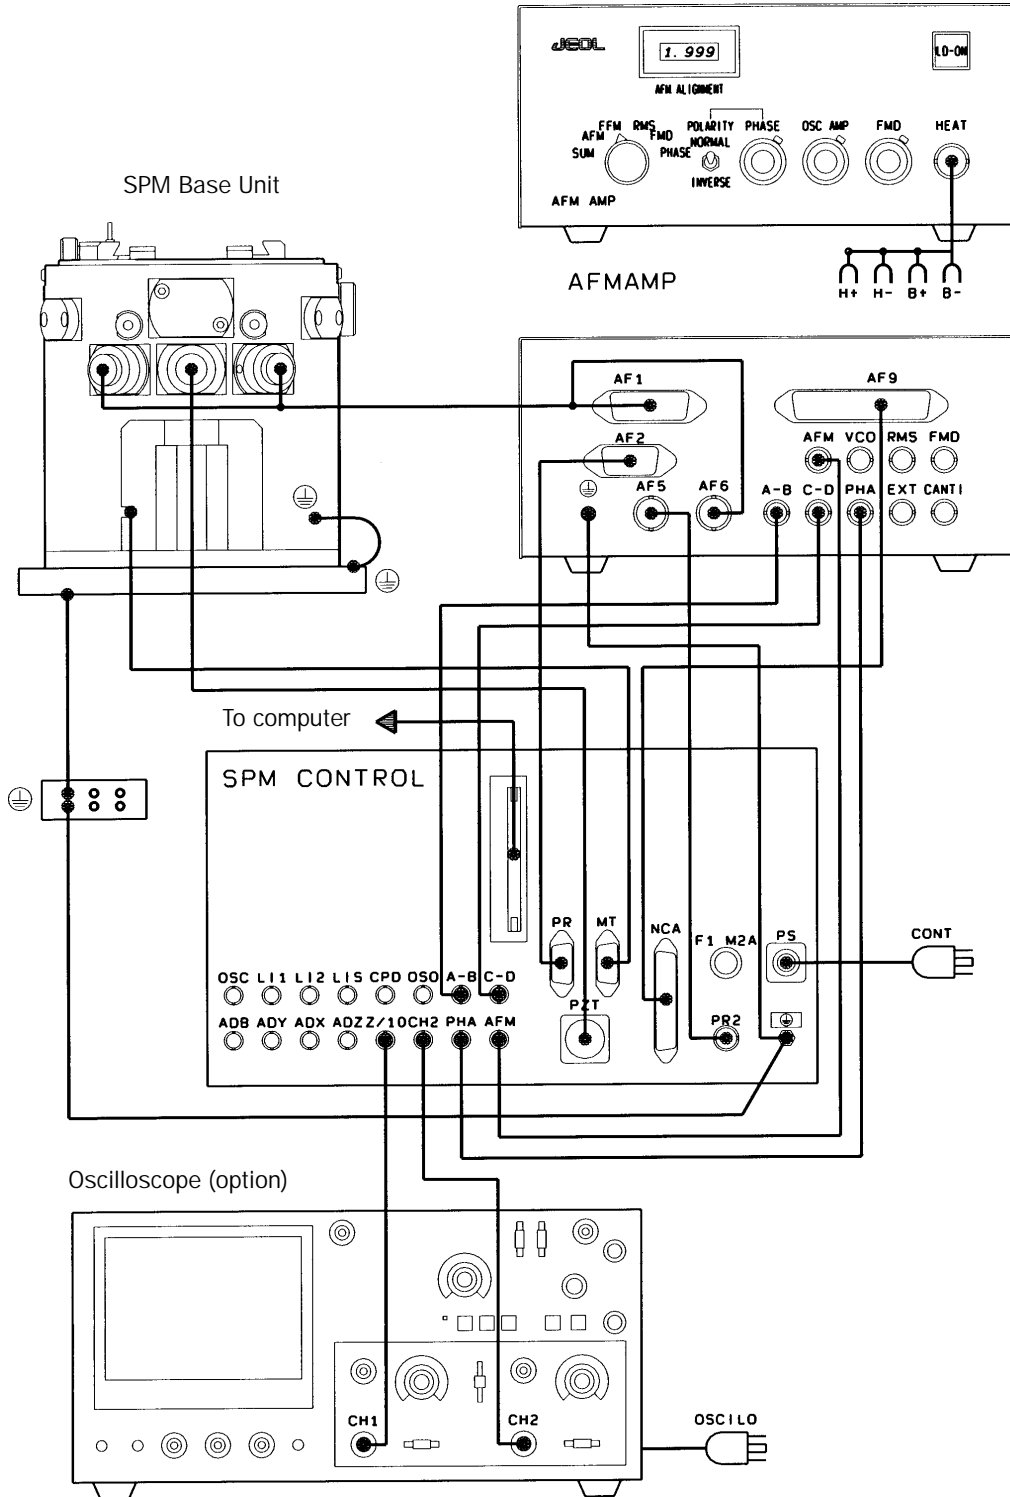 JEOL
1.999
LD-ON
AFM ALIGNMENT
SUM AFM FFM RMS FMD PHASE
POLARITY
NORMAL
INVERSE
PHASE
OSC AMP
FMD
HEAT
AFM AMP
SPM Base Unit
AFMAMP
H+ H- B+ B-
AF1
AF9
AF2
AFM VCO RMS FMD
AF5 AF6 A-B C-D PHA EXT CANTI
To computer
SPM CONTROL
PR MT NCA F1 M2A PS
CONT
OSC LI1 LI2 LIS CPD OSO A-B C-D
PZT
ADB ADY ADX ADZ Z/10 CH2 PHA AFM
PR2
Oscilloscope (option)
CH1
CH2
OSCILO